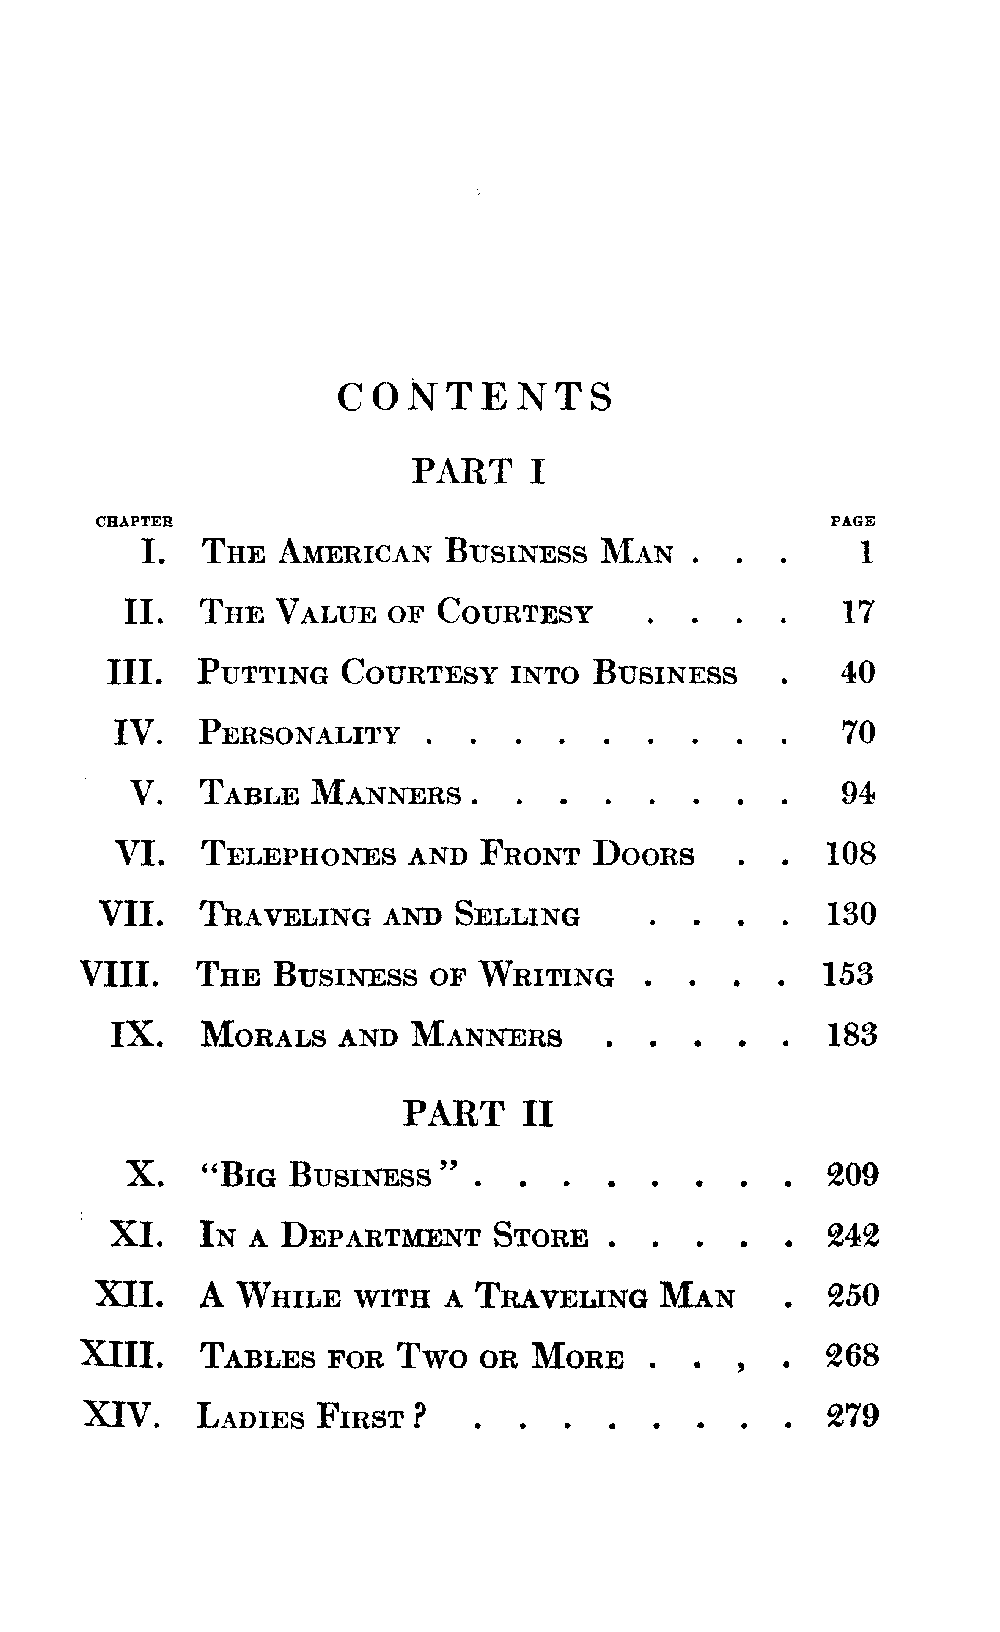 CONTENTS
PART I
CHAPTER PAGE
I. The American Business Man . . . 1
II. The Value of Courtesy . . . . 17
III. Putting Courtesy into Business . 40
IV. Personality . . . . . . . . . 70
V. Table Manners . . . . . . . . 94
VI. Telephones and Front Doors . . 108
VII. Traveling and Selling . . . . 130
VIII. The Business of Writing . . . . 153
IX. Morals and Manners . . . . . 183
PART II
X. “Big Business” . . . . . . . . 209
XI. In a Department Store . . . . . 242
XII. A While with a Traveling Man . 250
XIII. Tables for Two or More . . , . 268
XIV. Ladies First? . . . . . . . . 279